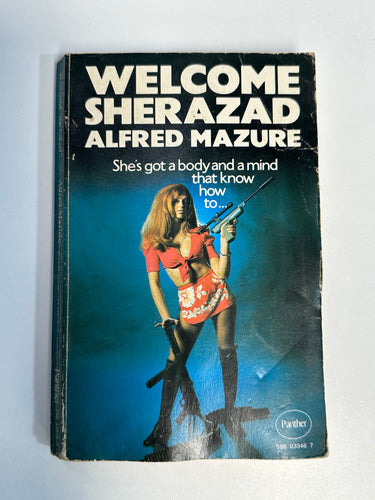 WELCOME
SHERAZAD
ALFRED MAZURE
She's got a body and a mind
that know
how
to...
Panther
586 03346 7